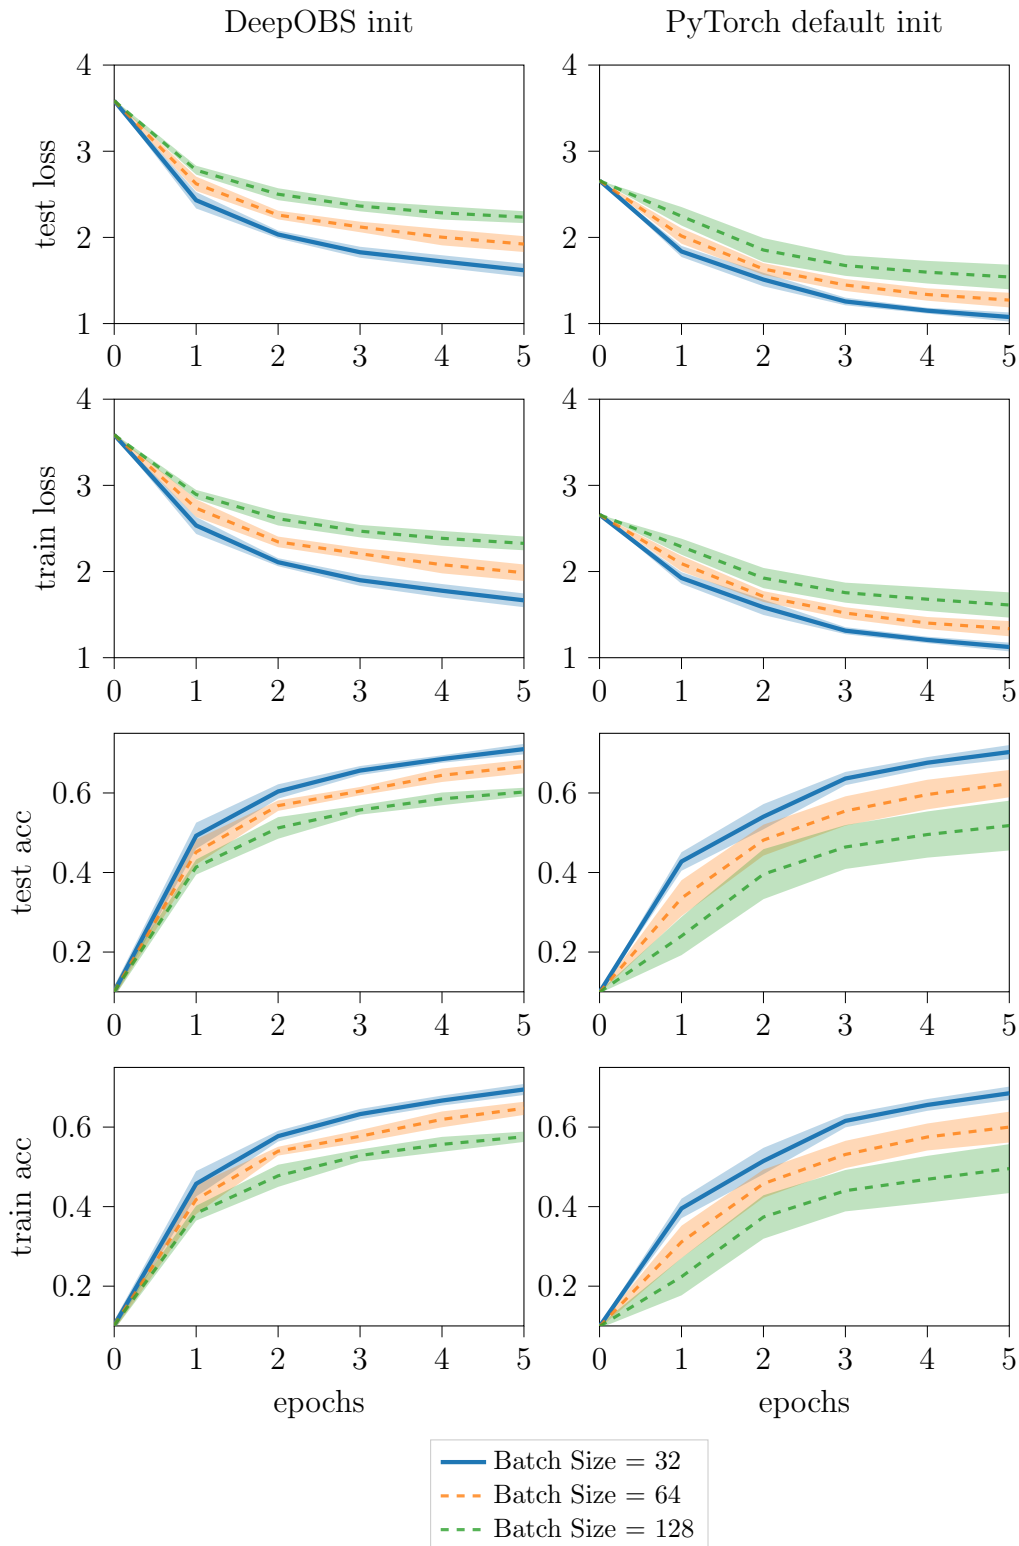 DeepOBS init
PyTorch default init
test loss
4
3
2
1
0 1 2 3 4 5
4
3
2
1
0 1 2 3 4 5
train loss
4
3
2
1
0 1 2 3 4 5
4
3
2
1
0 1 2 3 4 5
test acc
0.6
0.4
0.2
0 1 2 3 4 5
0.6
0.4
0.2
0 1 2 3 4 5
train acc
0.6
0.4
0.2
0 1 2 3 4 5
epochs
0.6
0.4
0.2
0 1 2 3 4 5
epochs
Batch Size = 32
Batch Size = 64
Batch Size = 128